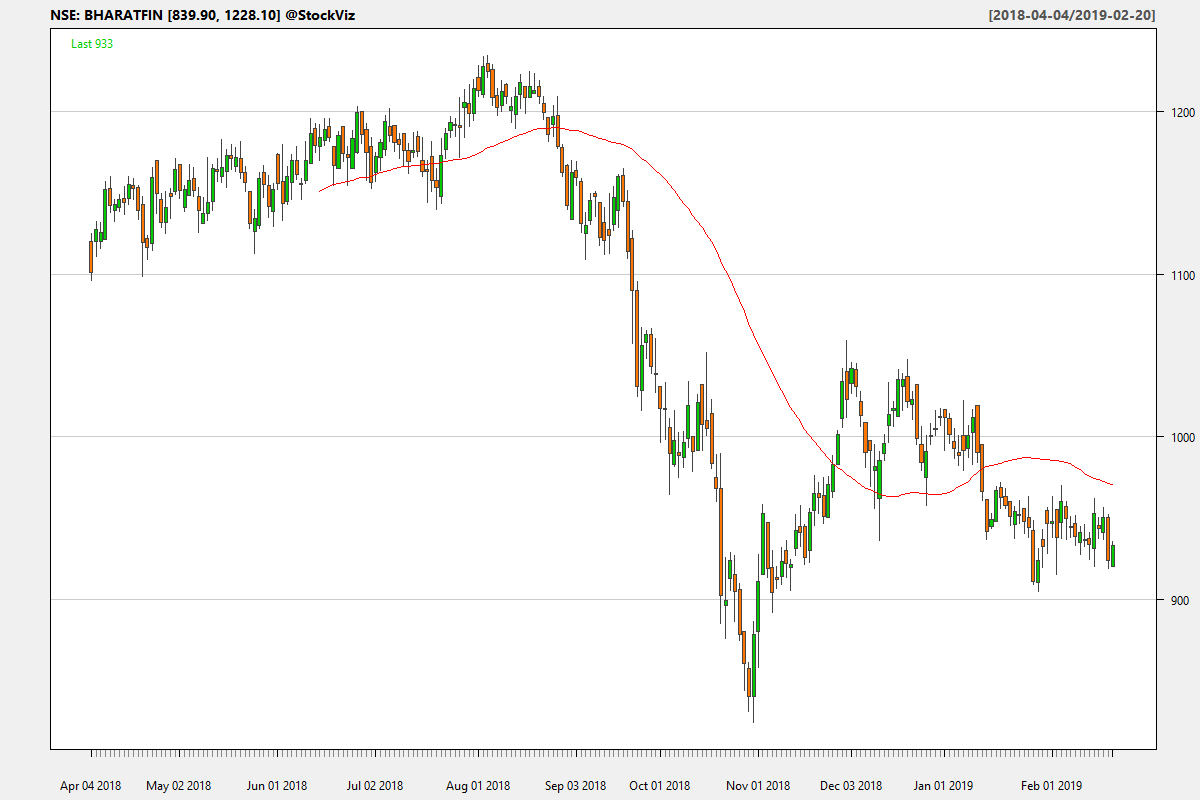 NSE: BHARATFIN [839.90, 1228.10] @StockViz [2018-04-04/2019-02-20]
Last 933
1200
1100
1000
900
Apr 04 2018 May 02 2018 Jun 01 2018 Jul 02 2018 Aug 01 2018 Sep 03 2018 Oct 01 2018 Nov 01 2018 Dec 03 2018 Jan 01 2019 Feb 01 2019